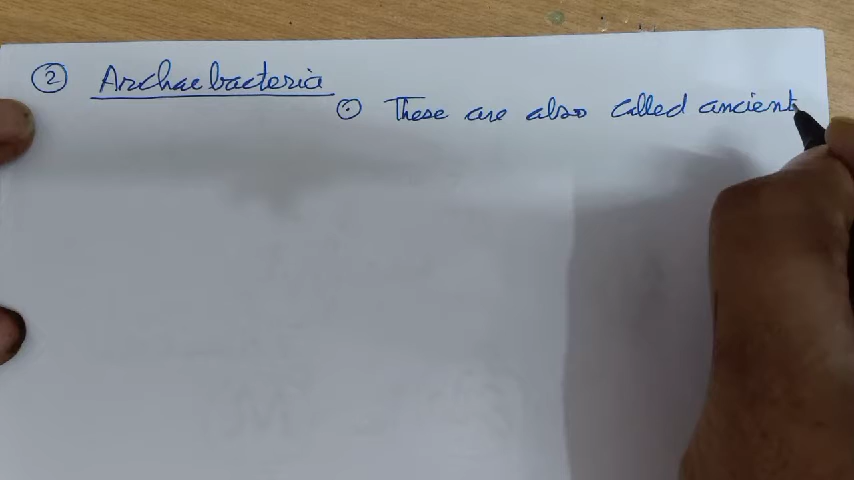 ② Archaebacteria
⊙ These are also called ancient